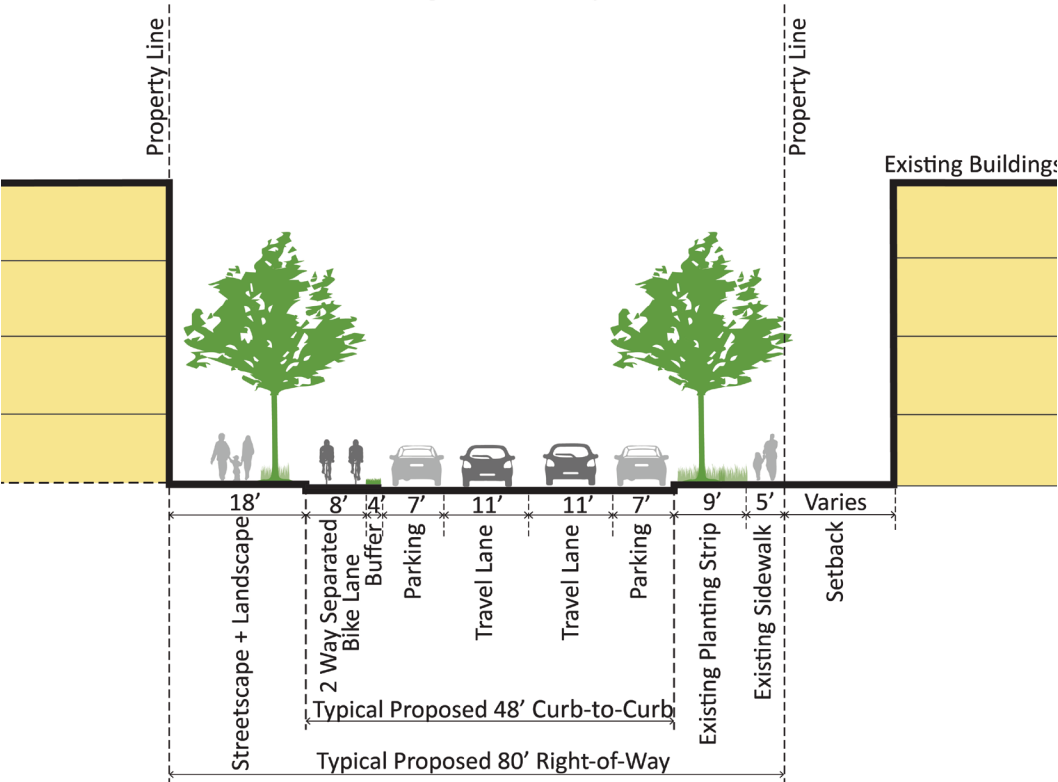 Property Line
Property Line
Existing Buildings
18’
8’
4’
7’
11’
11’
7’
9’
5’
Varies
Streetscape + Landscape
2 Way Separated
Bike Lane
Buffer
Parking
Travel Lane
Travel Lane
Parking
Existing Planting Strip
Existing Sidewalk
Setback
Typical Proposed 48’ Curb-to-Curb
Typical Proposed 80’ Right-of-Way